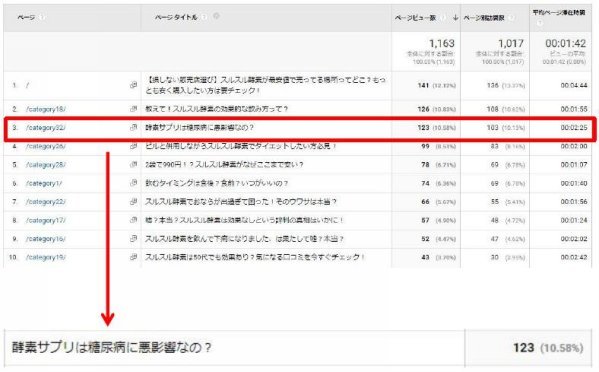 ページ ページ タイトル ページビュー数 ページ別訪問数 平均ページ滞在時間
1,163 1,017 00:01:42
全体に対する割合: 全体に対する割合: ビューの平均:
100.00% (1,163) 100.00% (1,017) 00:01:42 (0.00%)
1. / 【損しない販売店選び】スルスル酵素が最安値で売ってる場所ってどこ?もっとも安く購入したい方は要チェック! 141 (12.12%) 136 (13.37%) 00:04:44
2. /category18/ 教えて!スルスル酵素の効果的な飲み方って? 126 (10.83%) 108 (10.62%) 00:01:55
3. /category32/ 酵素サプリは糖尿病に悪影響なの? 123 (10.58%) 103 (10.13%) 00:02:25
4. /category26/ ピルと併用しながらスルスル酵素でダイエットしたい方必見! 99 (8.51%) 83 (8.16%) 00:02:00
5. /category28/ 2袋で990円!?スルスル酵素がなぜここまで安い? 78 (6.71%) 69 (6.78%) 00:01:07
6. /category1/ 飲むタイミングは食後?食前?いつがいいの? 74 (6.36%) 69 (6.78%) 00:01:40
7. /category22/ スルスル酵素でおならが出過ぎて困った!そのウワサは本当? 66 (5.67%) 55 (5.41%) 00:01:56
8. /category17/ 嘘?本当?スルスル酵素は効果なしという評判の真相はいかに! 57 (4.90%) 48 (4.72%) 00:01:24
9. /category16/ スルスル酵素を飲んで下痢になりました、は果たして嘘?本当? 52 (4.47%) 47 (4.62%) 00:02:02
10. /category19/ スルスル酵素は50代でも効果あり?気になる口コミを今すぐチェック! 43 (3.70%) 30 (2.95%) 00:02:42
酵素サプリは糖尿病に悪影響なの? 123 (10.58%)